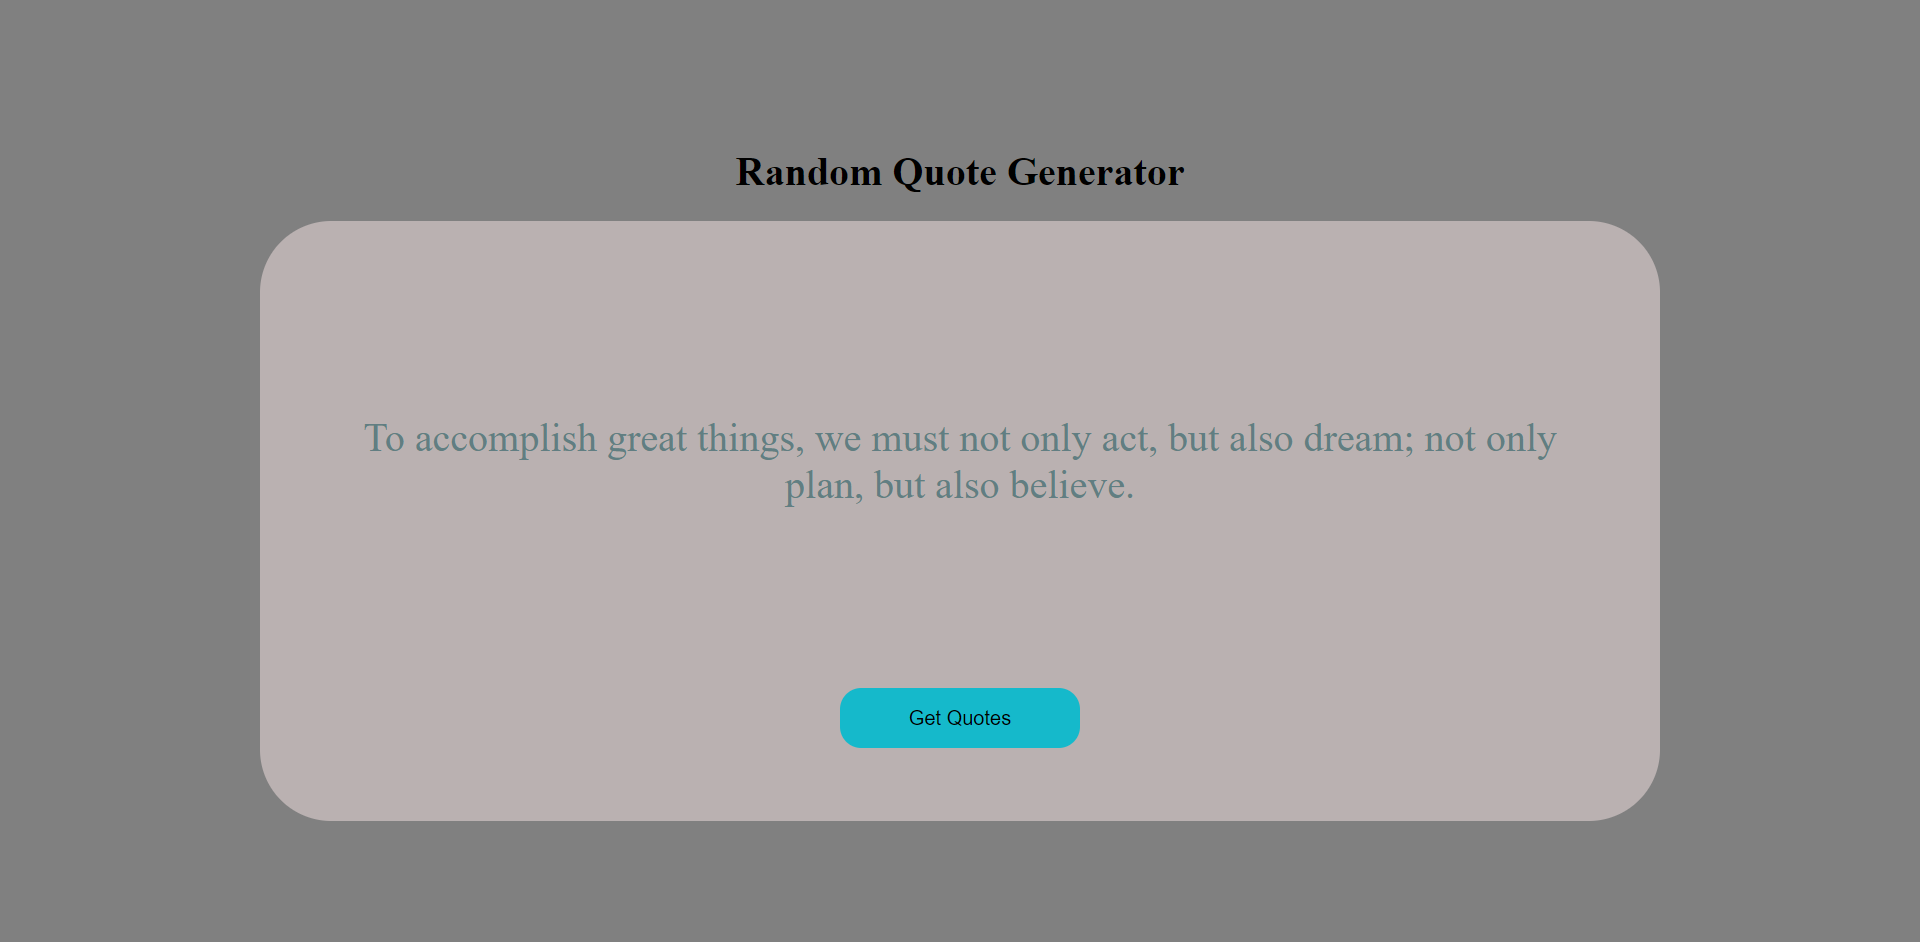 Random Quote Generator
To accomplish great things, we must not only act, but also dream; not only
plan, but also believe.
Get Quotes